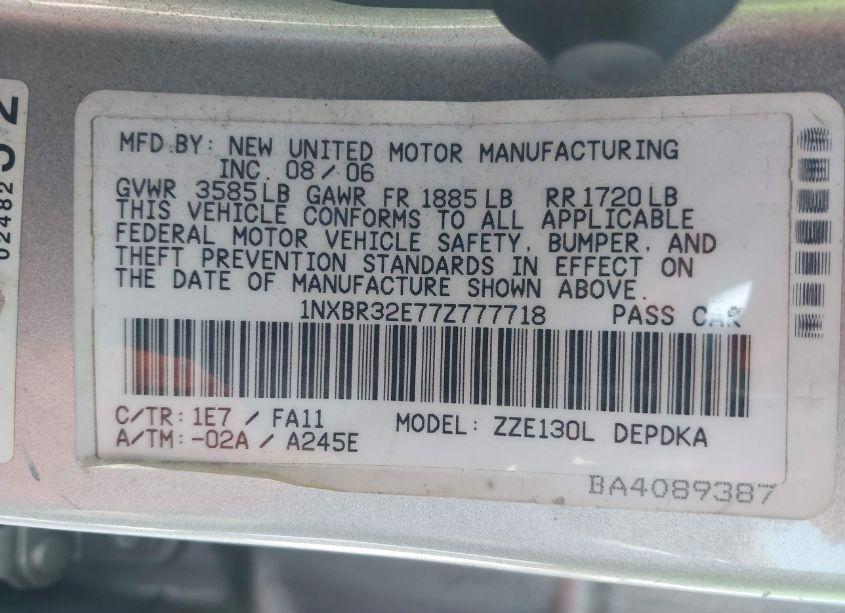 MFD.BY: NEW UNITED MOTOR MANUFACTURING
INC. 08/06
GVWR 3585LB GAWR FR 1885LB RR1720LB
THIS VEHICLE CONFORMS TO ALL APPLICABLE
FEDERAL MOTOR VEHICLE SAFETY, BUMPER, AND
THEFT PREVENTION STANDARDS IN EFFECT ON
THE DATE OF MANUFACTURE SHOWN ABOVE.
1NXBR32E77Z777718 PASS CAR
C/TR: 1E7 / FA11 MODEL: ZZE130L DEPDKA
A/TM: -02A / A245E
BA4089387
02482